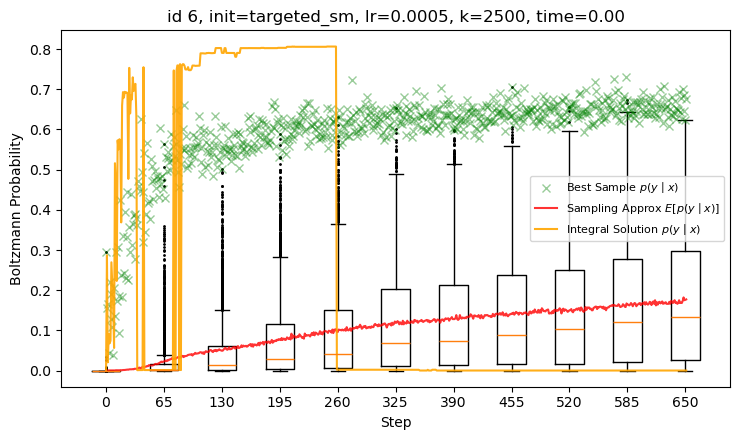 id 6, init=targeted_sm, lr=0.0005, k=2500, time=0.00
Boltzmann Probability
0.8
0.7
0.6
0.5
0.4
0.3
0.2
0.1
0.0
Best Sample p(y | x)
Sampling Approx E[p(y | x)]
Integral Solution p(y | x)
0 65 130 195 260 325 390 455 520 585 650
Step